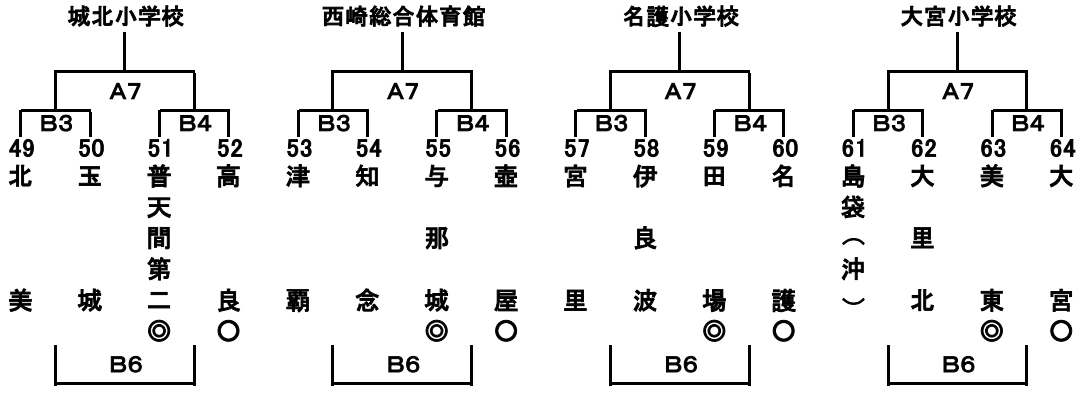 城北小学校 西崎総合体育館 名護小学校 大宮小学校
A7 A7 A7 A7
B3 B4 B3 B4 B3 B4 B3 B4
49 50 51 52 53 54 55 56 57 58 59 60 61 62 63 64
北美
玉城
普天間第二◎
高良○
津覇
知念
与那城◎
壺屋○
宮里
伊良波
田場◎
名護○
島袋（沖）
大里北
美東◎
大宮○
B6 B6 B6 B6